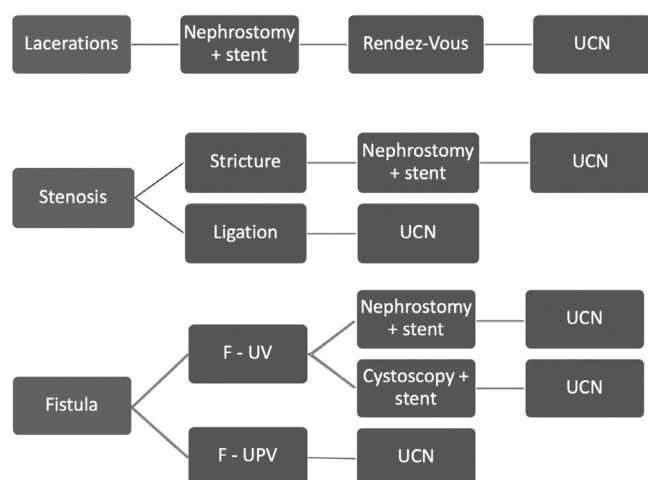 Lacerations
Nephrostomy
+ stent
Rendez-Vous
UCN
Stenosis
Stricture
Nephrostomy
+ stent
UCN
Ligation
UCN
Fistula
F - UV
Nephrostomy
+ stent
UCN
Cystoscopy +
stent
UCN
F - UPV
UCN